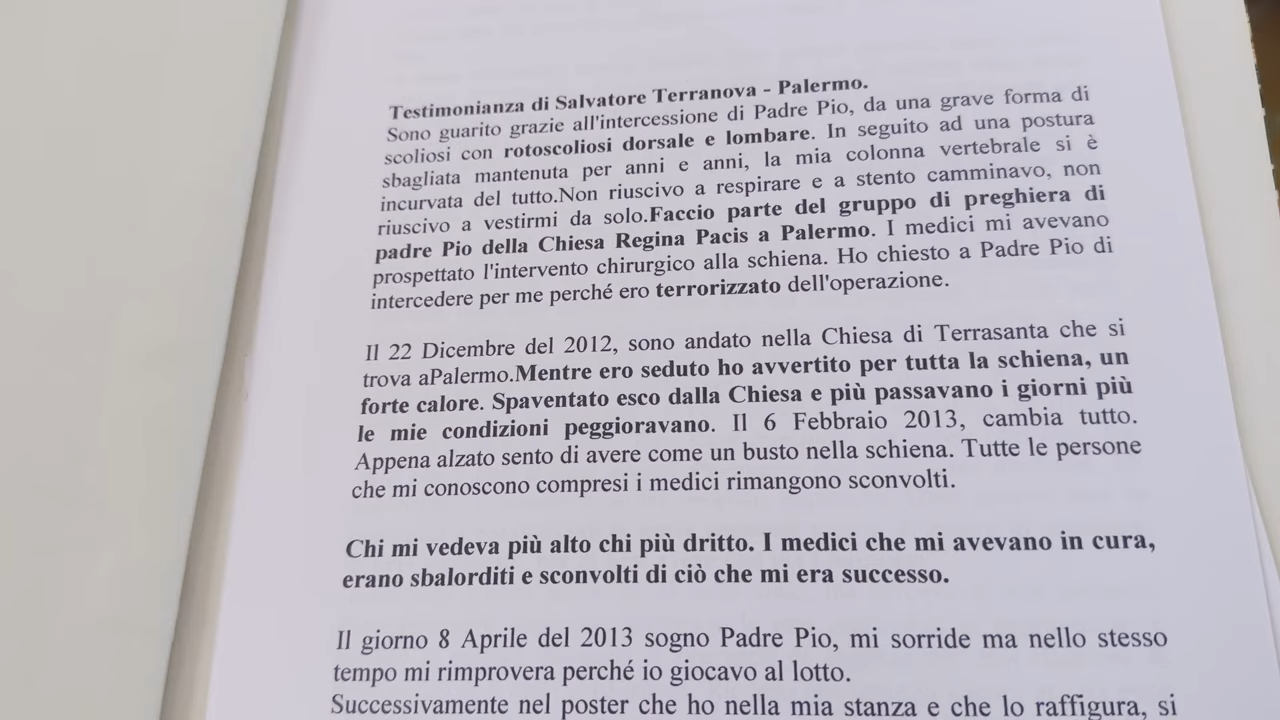 Testimonianza di Salvatore Terranova - Palermo.
Sono guarito grazie all'intercessione di Padre Pio, da una grave forma di
scoliosi con rotoscoliosi dorsale e lombare. In seguito ad una postura
sbagliata mantenuta per anni e anni, la mia colonna vertebrale si è
incurvata del tutto.Non riuscivo a respirare e a stento camminavo, non
riuscivo a vestirmi da solo.Faccio parte del gruppo di preghiera di
padre Pio della Chiesa Regina Pacis a Palermo. I medici mi avevano
prospettato l'intervento chirurgico alla schiena. Ho chiesto a Padre Pio di
intercedere per me perché ero terrorizzato dell'operazione.
Il 22 Dicembre del 2012, sono andato nella Chiesa di Terrasanta che si
trova aPalermo.Mentre ero seduto ho avvertito per tutta la schiena, un
forte calore. Spaventato esco dalla Chiesa e più passavano i giorni più
le mie condizioni peggioravano. Il 6 Febbraio 2013, cambia tutto.
Appena alzato sento di avere come un busto nella schiena. Tutte le persone
che mi conoscono compresi i medici rimangono sconvolti.
Chi mi vedeva più alto chi più dritto. I medici che mi avevano in cura,
erano sbalorditi e sconvolti di ciò che mi era successo.
Il giorno 8 Aprile del 2013 sogno Padre Pio, mi sorride ma nello stesso
tempo mi rimprovera perché io giocavo al lotto.
Successivamente nel poster che ho nella mia stanza e che lo raffigura, si